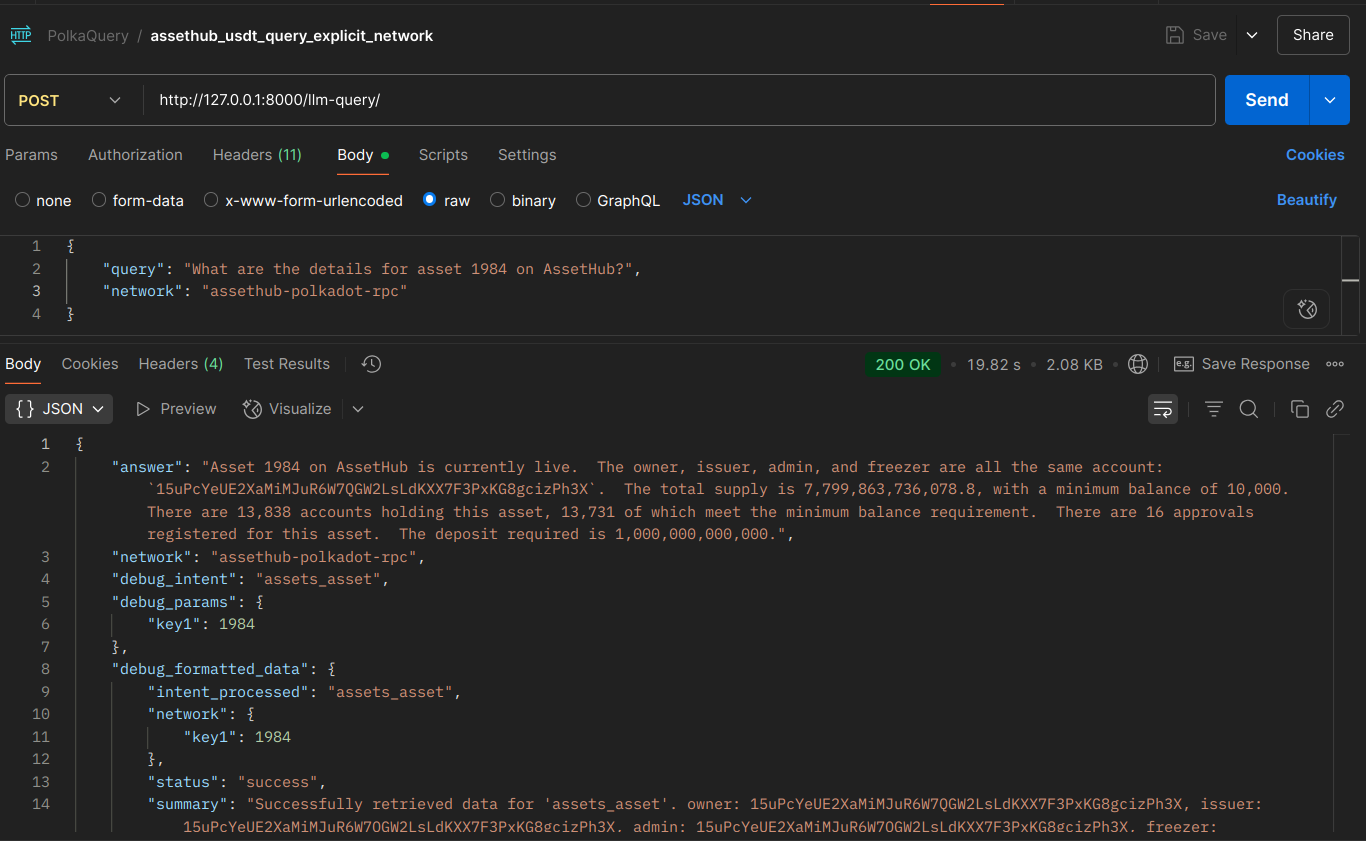 HTTP PolkaQuery / assethub_usdt_query_explicit_network Save Share
POST http://127.0.0.1:8000/llm-query/ Send
Params Authorization Headers (11) Body Scripts Settings Cookies
none form-data x-www-form-urlencoded raw binary GraphQL JSON Beautify
1 {
2 "query": "What are the details for asset 1984 on AssetHub?",
3 "network": "assethub-polkadot-rpc"
4 }
Body Cookies Headers (4) Test Results 200 OK • 19.82 s • 2.08 KB • e.g. Save Response
{} JSON Preview Visualize
1 {
2 "answer": "Asset 1984 on AssetHub is currently live.  The owner, issuer, admin, and freezer are all the same account:
`15uPcYeUE2XaMiMJuR6W7QGW2LsLdKXX7F3PxKG8gcizPh3X`.  The total supply is 7,799,863,736,078.8, with a minimum balance of 10,000.
There are 13,838 accounts holding this asset, 13,731 of which meet the minimum balance requirement.  There are 16 approvals
registered for this asset.  The deposit required is 1,000,000,000,000.",
3 "network": "assethub-polkadot-rpc",
4 "debug_intent": "assets_asset",
5 "debug_params": {
6 "key1": 1984
7 },
8 "debug_formatted_data": {
9 "intent_processed": "assets_asset",
10 "network": {
11 "key1": 1984
12 },
13 "status": "success",
14 "summary": "Successfully retrieved data for 'assets_asset'. owner: 15uPcYeUE2XaMiMJuR6W7QGW2LsLdKXX7F3PxKG8gcizPh3X, issuer:
15uPcYeUE2XaMiMJuR6W7QGW2LsLdKXX7F3PxKG8gcizPh3X, admin: 15uPcYeUE2XaMiMJuR6W7QGW2LsLdKXX7F3PxKG8gcizPh3X, freezer: